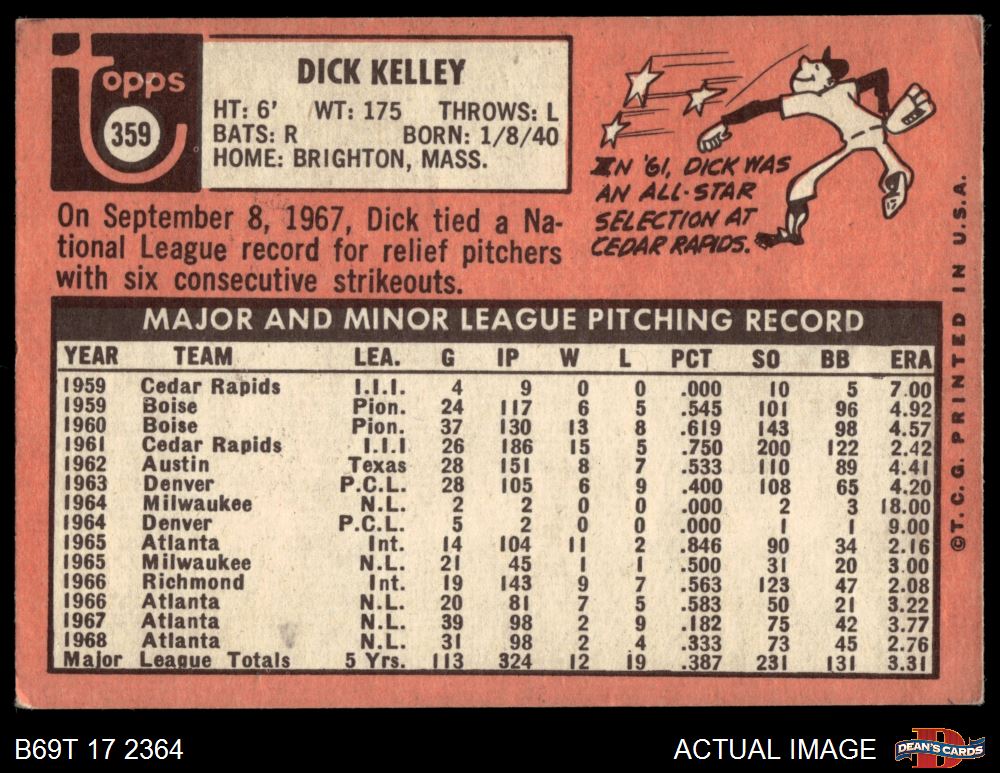 Topps
359
DICK KELLEY
HT: 6' WT: 175 THROWS: L
BATS: R BORN: 1/8/40
HOME: BRIGHTON, MASS.
On September 8, 1967, Dick tied a Na-
tional League record for relief pitchers
with six consecutive strikeouts.
IN '61, DICK WAS
AN ALL-STAR
SELECTION AT
CEDAR RAPIDS.
17
MAJOR AND MINOR LEAGUE PITCHING RECORD
YEAR TEAM LEA. G IP W L PCT SO BB ERA
1959 Cedar Rapids I.I.I. 4 9 0 0 .000 10 5 7.00
1959 Boise Pion. 24 117 6 5 .545 101 96 4.92
1960 Boise Pion. 37 130 13 8 .619 143 98 4.57
1961 Cedar Rapids I.I.I 26 186 15 5 .750 200 122 2.42
1962 Austin Texas 28 151 8 7 .533 110 89 4.41
1963 Denver P.C.L. 28 105 6 9 .400 108 65 4.20
1964 Milwaukee N.L. 2 2 0 0 .000 2 3 18.00
1964 Denver P.C.L. 5 2 0 0 .000 1 1 9.00
1965 Atlanta Int. 14 104 11 2 .846 90 34 2.16
1965 Milwaukee N.L. 21 45 1 1 .500 31 20 3.00
1966 Richmond Int. 19 143 9 7 .563 123 47 2.08
1966 Atlanta N.L. 20 81 7 5 .583 50 21 3.22
1967 Atlanta N.L. 39 98 2 9 .182 75 42 3.77
1968 Atlanta N.L. 31 98 2 4 .333 73 45 2.76
Major League Totals 5 Yrs. 113 324 12 19 .387 231 131 3.31
©T.C.G. PRINTED IN U.S.A.
B69T 17 2364
ACTUAL IMAGE
D
DEAN'S CARDS